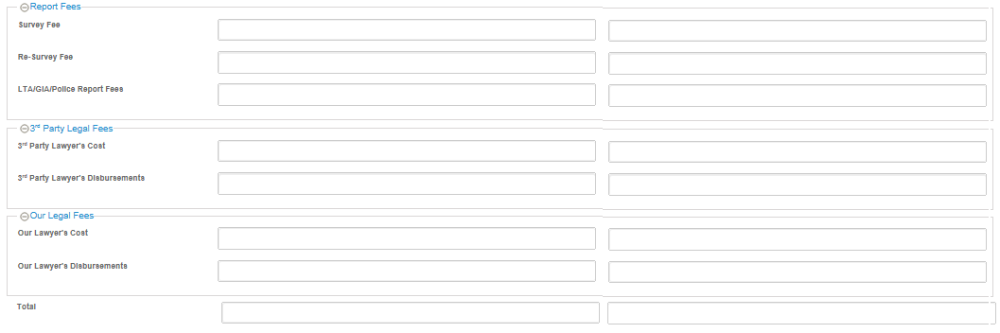 Report Fees
Survey Fee
Re-Survey Fee
LTA/GIA/Police Report Fees
3rd Party Legal Fees
3rd Party Lawyer's Cost
3rd Party Lawyer's Disbursements
Our Legal Fees
Our Lawyer's Cost
Our Lawyer's Disbursements
Total